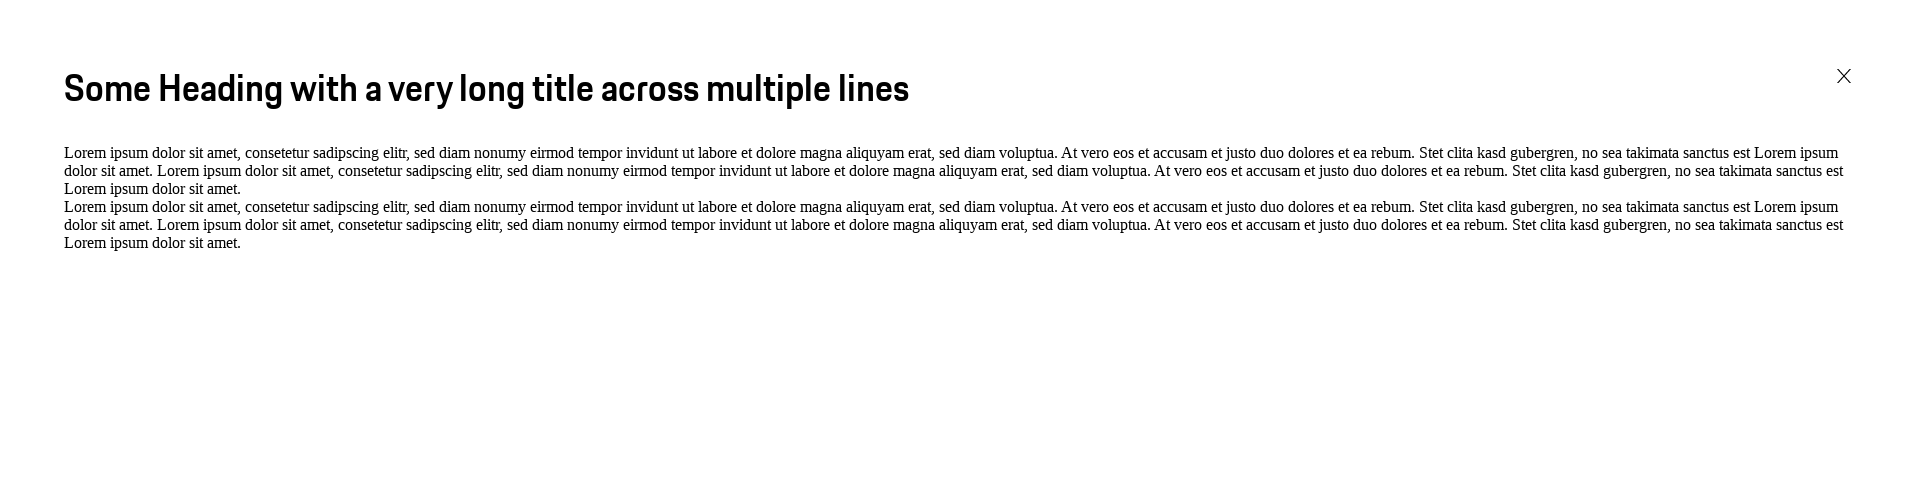 Some Heading with a very long title across multiple lines
Lorem ipsum dolor sit amet, consetetur sadipscing elitr, sed diam nonumy eirmod tempor invidunt ut labore et dolore magna aliquyam erat, sed diam voluptua. At vero eos et accusam et justo duo dolores et ea rebum. Stet clita kasd gubergren, no sea takimata sanctus est Lorem ipsum
dolor sit amet. Lorem ipsum dolor sit amet, consetetur sadipscing elitr, sed diam nonumy eirmod tempor invidunt ut labore et dolore magna aliquyam erat, sed diam voluptua. At vero eos et accusam et justo duo dolores et ea rebum. Stet clita kasd gubergren, no sea takimata sanctus est
Lorem ipsum dolor sit amet.
Lorem ipsum dolor sit amet, consetetur sadipscing elitr, sed diam nonumy eirmod tempor invidunt ut labore et dolore magna aliquyam erat, sed diam voluptua. At vero eos et accusam et justo duo dolores et ea rebum. Stet clita kasd gubergren, no sea takimata sanctus est Lorem ipsum
dolor sit amet. Lorem ipsum dolor sit amet, consetetur sadipscing elitr, sed diam nonumy eirmod tempor invidunt ut labore et dolore magna aliquyam erat, sed diam voluptua. At vero eos et accusam et justo duo dolores et ea rebum. Stet clita kasd gubergren, no sea takimata sanctus est
Lorem ipsum dolor sit amet.